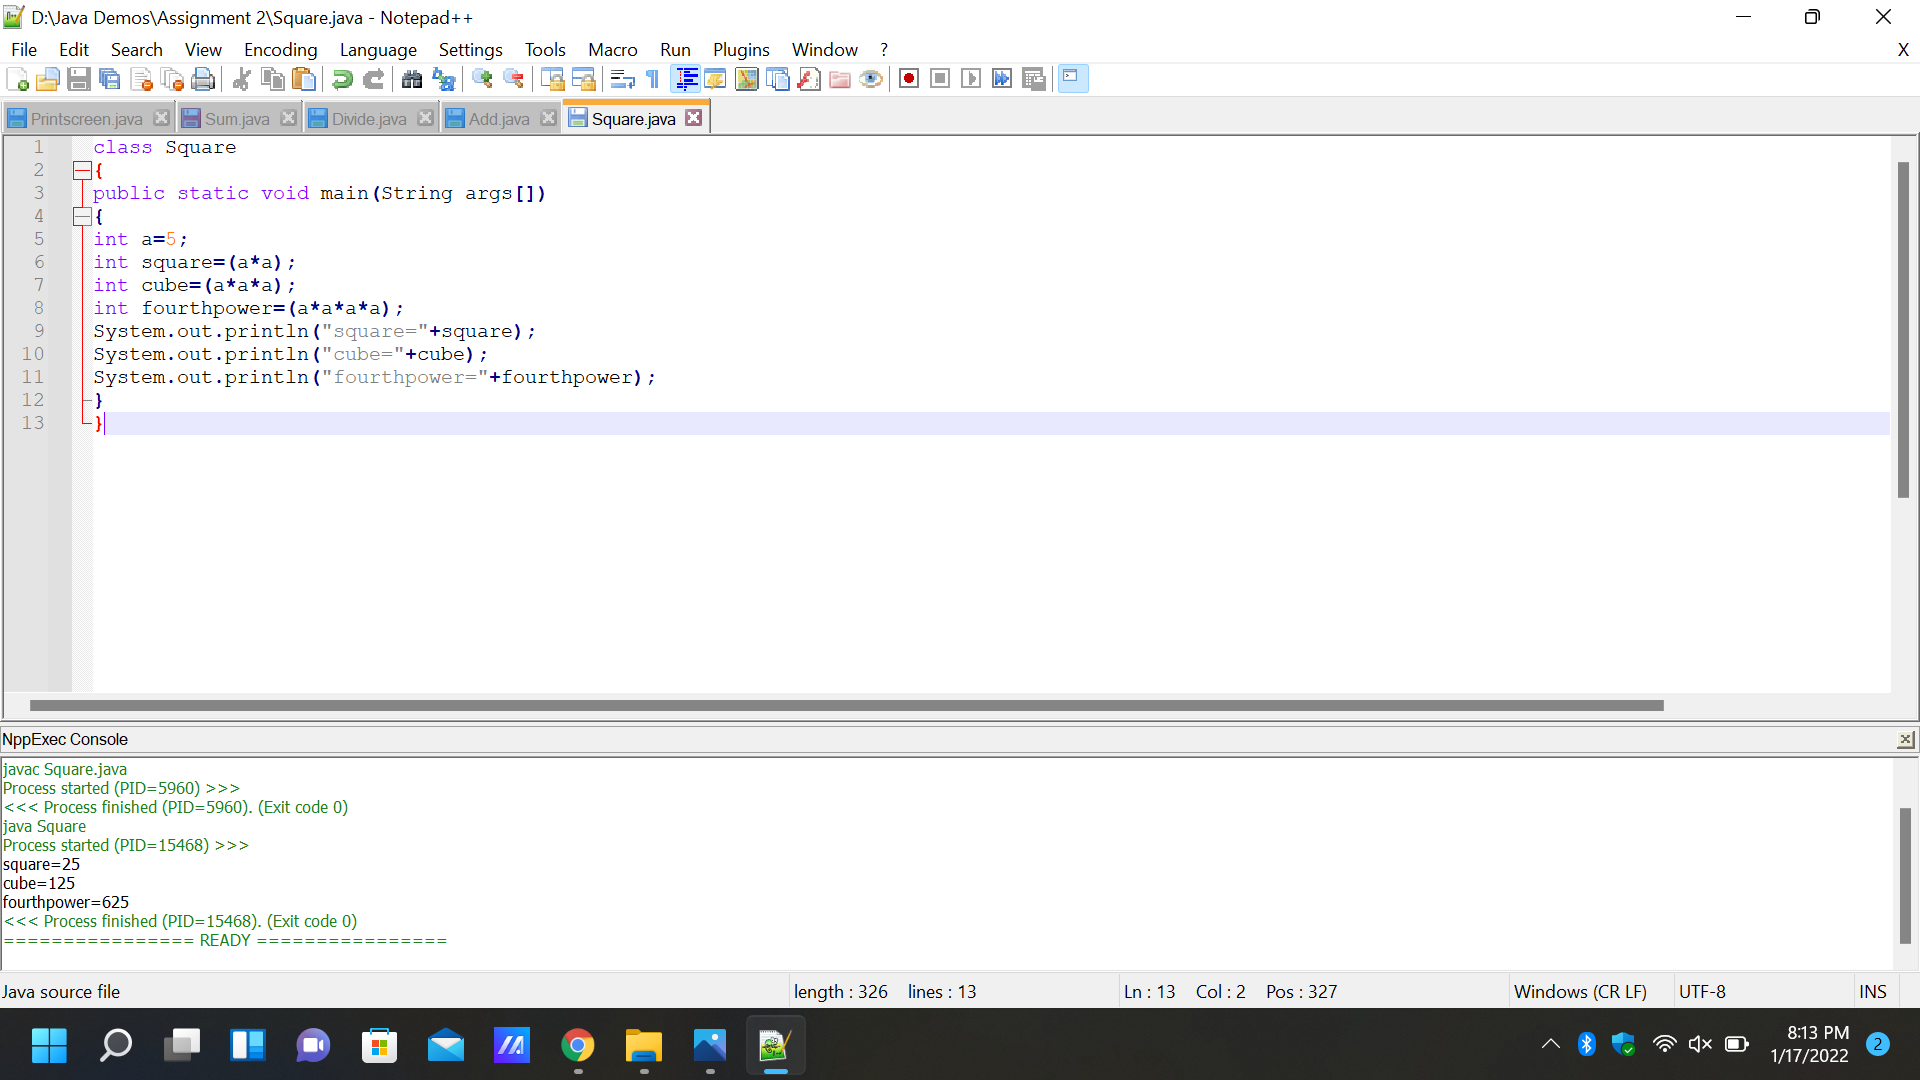 D:\Java Demos\Assignment 2\Square.java - Notepad++
File Edit Search View Encoding Language Settings Tools Macro Run Plugins Window ? X
Printscreen.java Sum.java Divide.java Add.java Square.java
1 class Square
2 {
3 public static void main(String args[])
4 {
5 int a=5;
6 int square=(a*a);
7 int cube=(a*a*a);
8 int fourthpower=(a*a*a*a);
9 System.out.println("square="+square);
10 System.out.println("cube="+cube);
11 System.out.println("fourthpower="+fourthpower);
12 }
13 }
NppExec Console
javac Square.java
Process started (PID=5960) >>>
<<< Process finished (PID=5960). (Exit code 0)
java Square
Process started (PID=15468) >>>
square=25
cube=125
fourthpower=625
<<< Process finished (PID=15468). (Exit code 0)
================ READY ================
Java source file length : 326 lines : 13 Ln : 13 Col : 2 Pos : 327 Windows (CR LF) UTF-8 INS
8:13 PM
1/17/2022
2